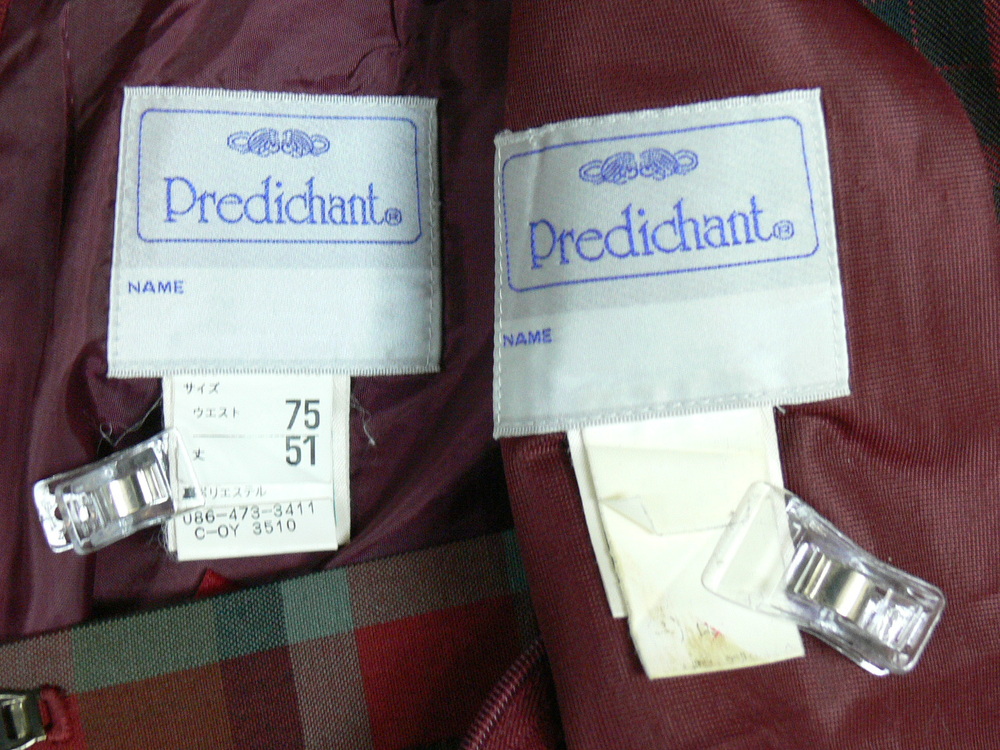 Predichant®
NAME
サイズ
ウエスト 75
丈 51
ポリエステル
086-473-3411
C-OY 3510
Predichant®
NAME